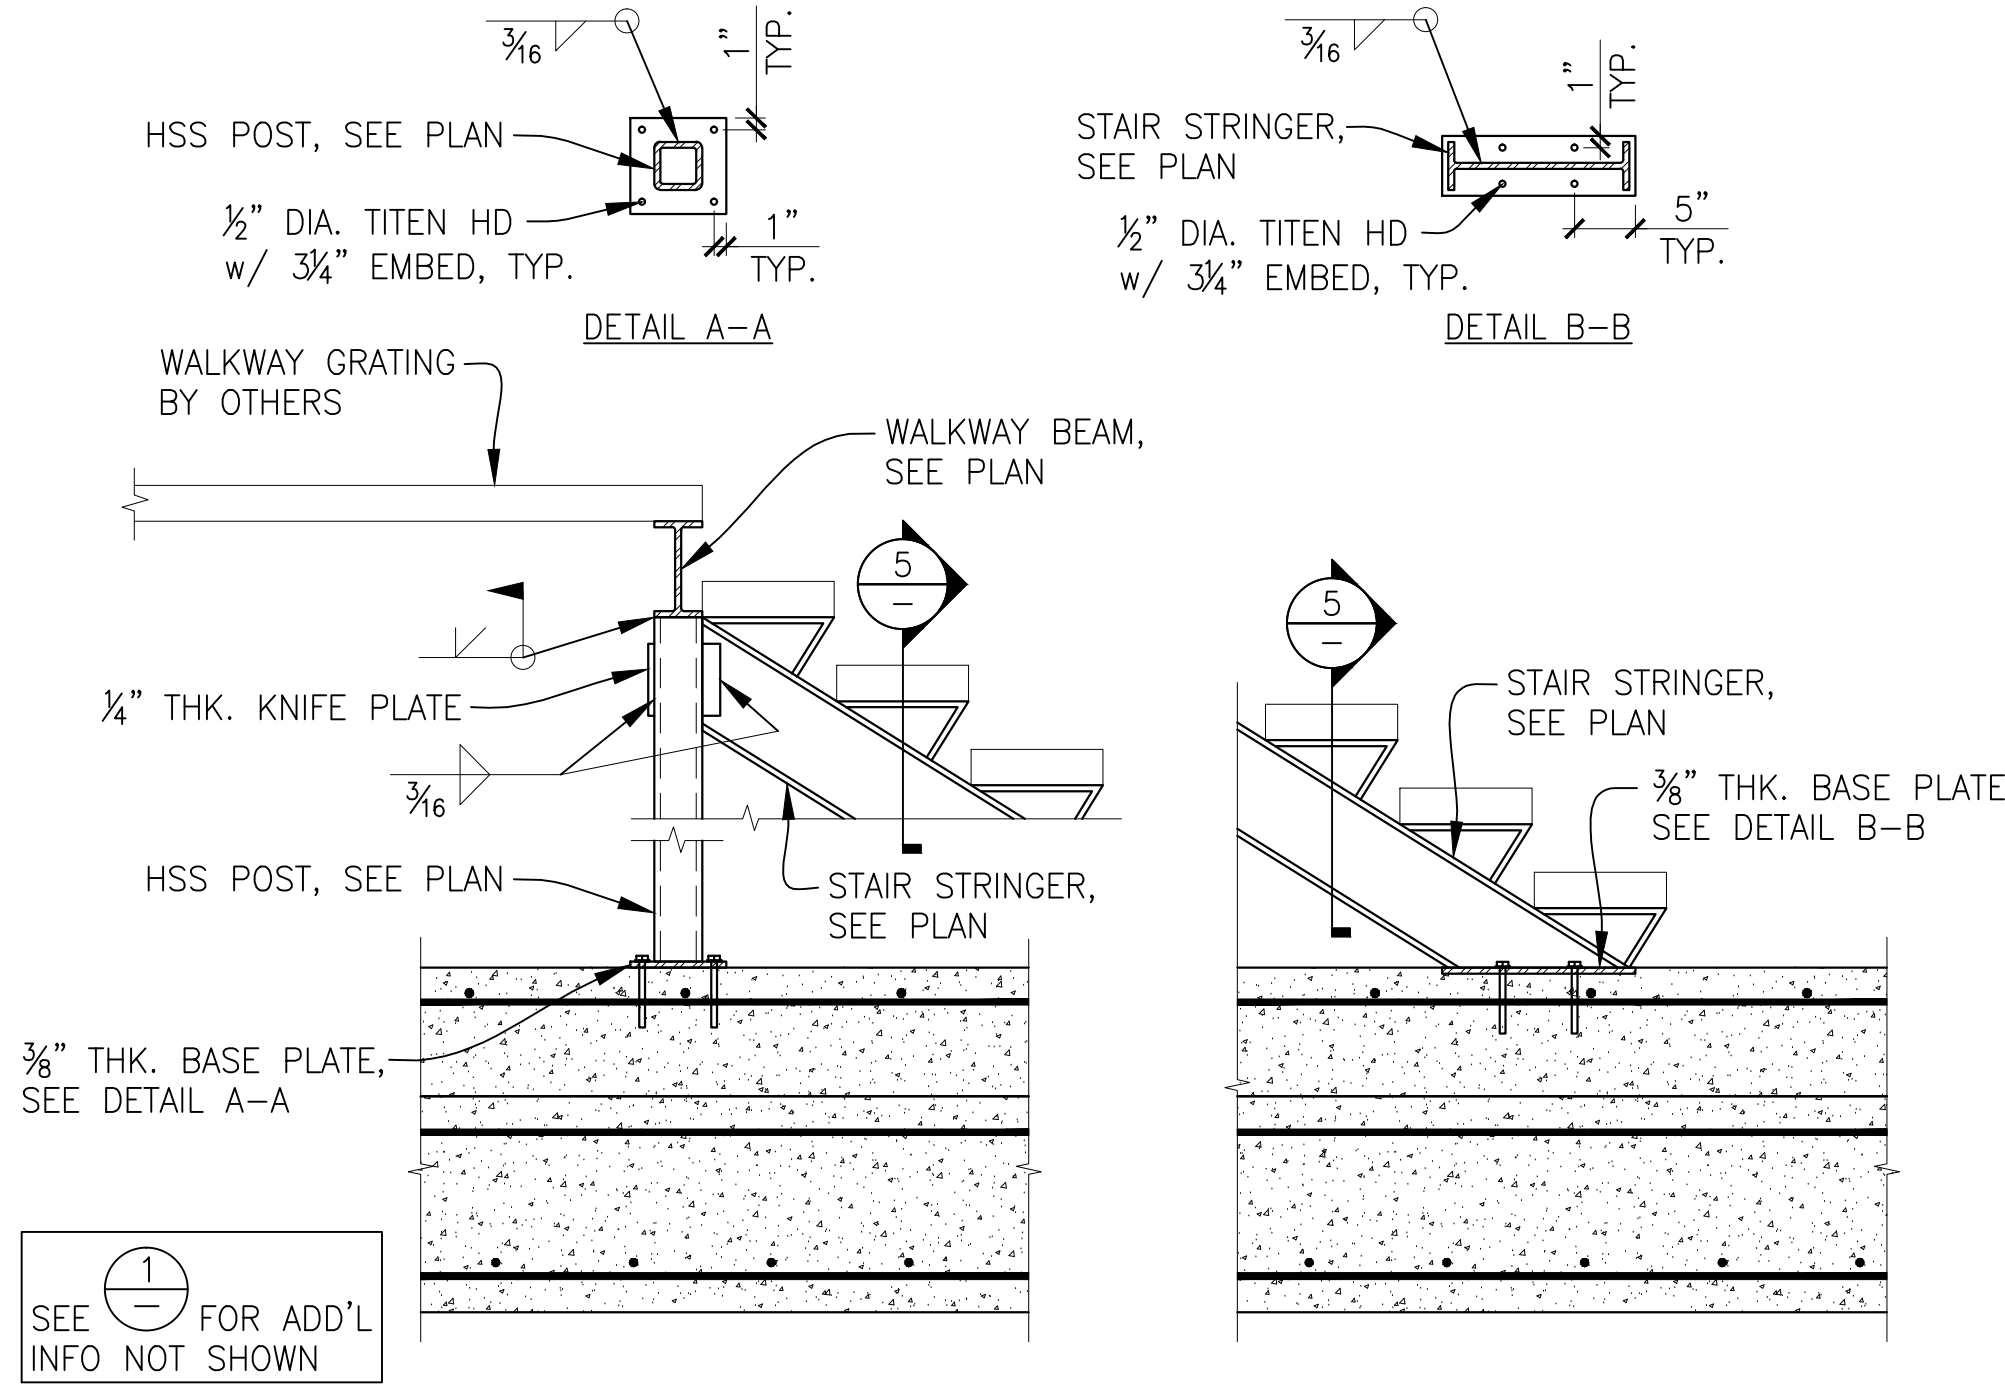 3/16
1"
TYP.
HSS POST, SEE PLAN
1/2" DIA. TITEN HD
w/ 3 1/4" EMBED, TYP.
1"
TYP.
DETAIL A-A
3/16
1"
TYP.
STAIR STRINGER,
SEE PLAN
1/2" DIA. TITEN HD
w/ 3 1/4" EMBED, TYP.
5"
TYP.
DETAIL B-B
WALKWAY GRATING
BY OTHERS
WALKWAY BEAM,
SEE PLAN
5
-
1/4" THK. KNIFE PLATE
3/16
HSS POST, SEE PLAN
STAIR STRINGER,
SEE PLAN
3/8" THK. BASE PLATE,
SEE DETAIL A-A
5
-
STAIR STRINGER,
SEE PLAN
3/8" THK. BASE PLATE
SEE DETAIL B-B
1
-
SEE FOR ADD'L
INFO NOT SHOWN